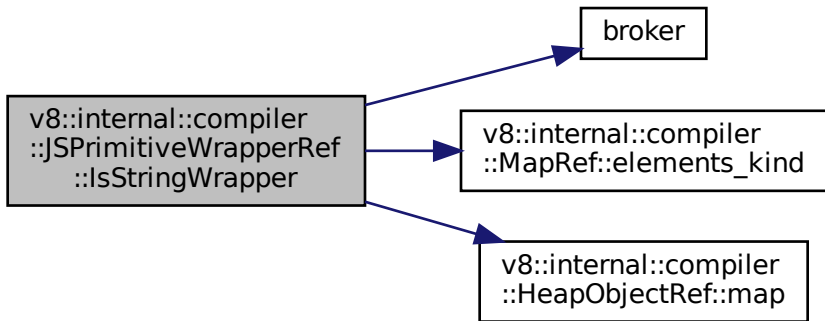 v8::internal::compiler
::JSPrimitiveWrapperRef
::IsStringWrapper
broker
v8::internal::compiler
::MapRef::elements_kind
v8::internal::compiler
::HeapObjectRef::map